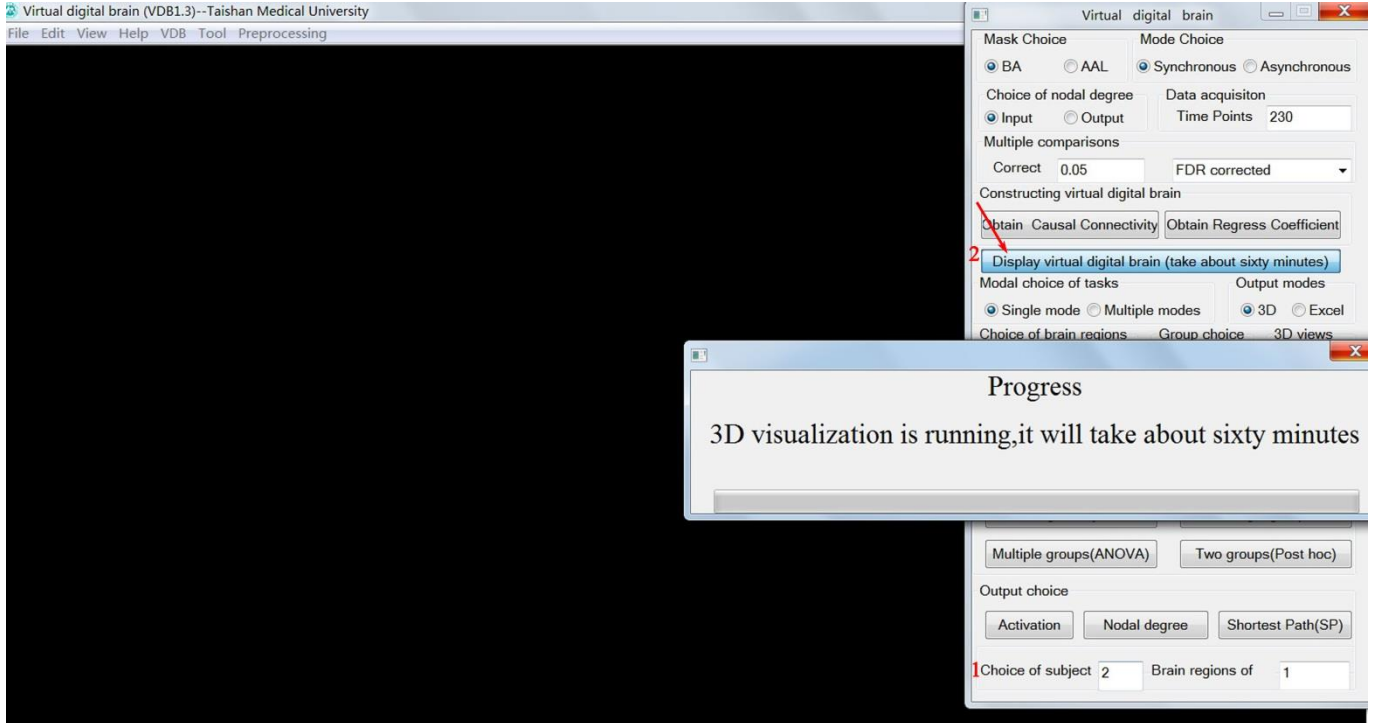 Virtual digital brain (VDB1.3)--Taishan Medical University
File Edit View Help VDB Tool Preprocessing
Virtual digital brain
Mask Choice Mode Choice
BA AAL Synchronous Asynchronous
Choice of nodal degree Data acquisiton
Input Output Time Points 230
Multiple comparisons
Correct 0.05 FDR corrected
Constructing virtual digital brain
Obtain Causal Connectivity Obtain Regress Coefficient
2 Display virtual digital brain (take about sixty minutes)
Modal choice of tasks Output modes
Single mode Multiple modes 3D Excel
Choice of brain regions Group choice 3D views
Progress
3D visualization is running,it will take about sixty minutes
Multiple groups(ANOVA) Two groups(Post hoc)
Output choice
Activation Nodal degree Shortest Path(SP)
1 Choice of subject 2 Brain regions of 1